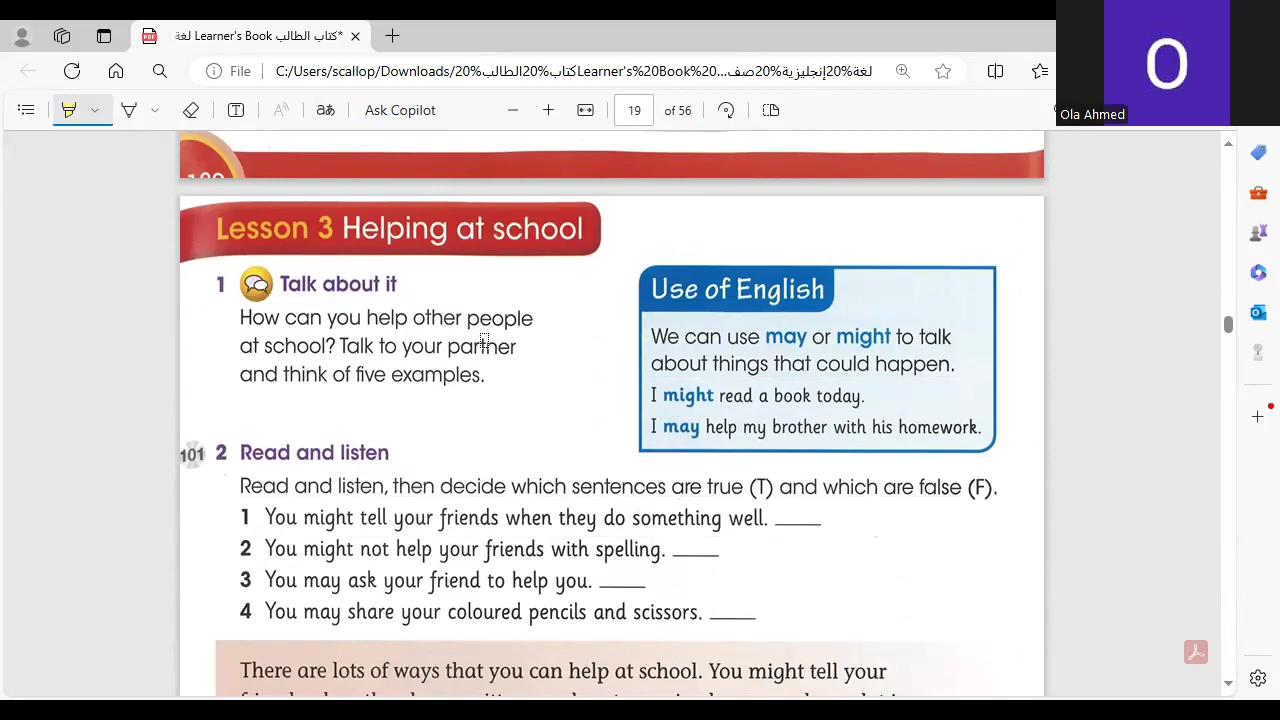 لغة Learner's Book كتاب الطالب*
File
C:/Users/scallop/Downloads/20%كتاب%20الطالبLearner's%20Book%20...لغة%20إنجليزية%20صف
Ask Copilot
19 of 56
O
Ola Ahmed
Lesson 3 Helping at school
1 Talk about it
How can you help other people
at school? Talk to your partner
and think of five examples.
Use of English
We can use may or might to talk
about things that could happen.
I might read a book today.
I may help my brother with his homework.
101 2 Read and listen
Read and listen, then decide which sentences are true (T) and which are false (F).
1 You might tell your friends when they do something well. _____
2 You might not help your friends with spelling. _____
3 You may ask your friend to help you. _____
4 You may share your coloured pencils and scissors. _____
There are lots of ways that you can help at school. You might tell your